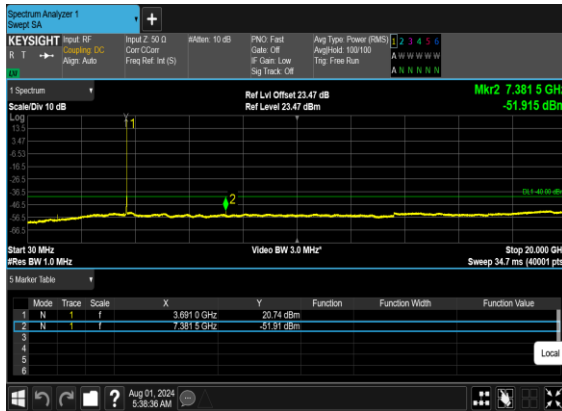 Spectrum Analyzer 1
Swept SA
+
KEYSIGHT Input: RF Input Z: 50 Ω #Atten: 10 dB PNO: Fast Avg Type: Power (RMS) 1 2 3 4 5 6
R T Coupling: DC Corr CCorr Gate: Off Avg|Hold: 100/100 A W W W W W
Align: Auto Freq Ref: Int (S) IF Gain: Low Trig: Free Run
LXI Sig Track: Off A N N N N N
1 Spectrum Ref Lvl Offset 23.47 dB Mkr2 7.381 5 GHz
Scale/Div 10 dB Ref Level 23.47 dBm -51.915 dBm
Log
13.5
3.47
-6.53
-16.5
-26.5
-36.5
-46.5
-56.5
-66.5
1
2
DL1 -40.00 dBm
Start 30 MHz Video BW 3.0 MHz* Stop 20.000 GHz
#Res BW 1.0 MHz Sweep 34.7 ms (40001 pts)
5 Marker Table
Mode Trace Scale X Y Function Function Width Function Value
1 N 1 f 3.691 0 GHz 20.74 dBm
2 N 1 f 7.381 5 GHz -51.91 dBm
3
4
5
6
Local
? Aug 01, 2024
5:38:36 AM